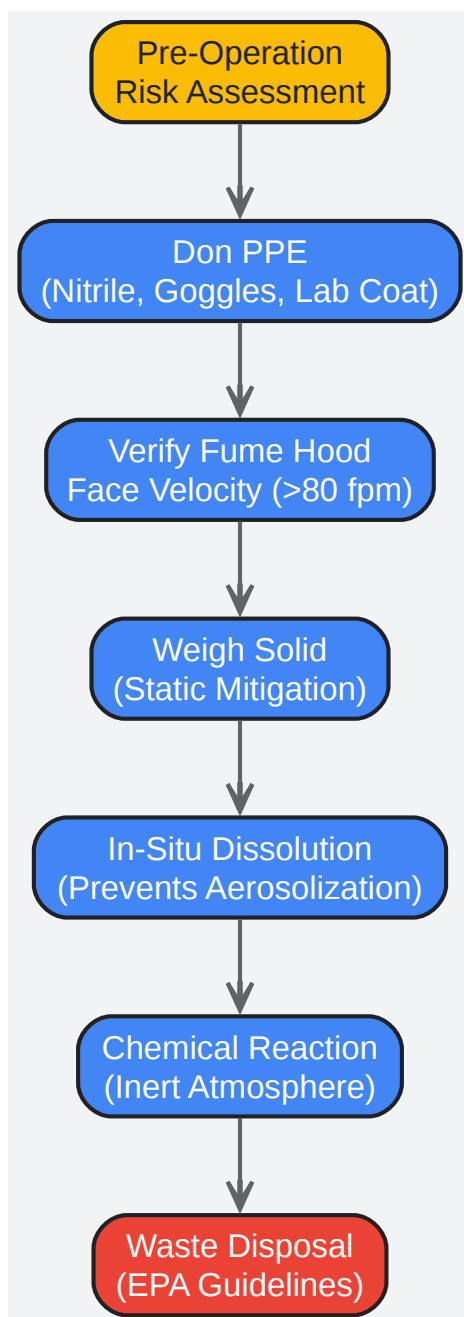 Pre-Operation
Risk Assessment
Don PPE
(Nitrile, Goggles, Lab Coat)
Verify Fume Hood
Face Velocity (>80 fpm)
Weigh Solid
(Static Mitigation)
In-Situ Dissolution
(Prevents Aerosolization)
Chemical Reaction
(Inert Atmosphere)
Waste Disposal
(EPA Guidelines)